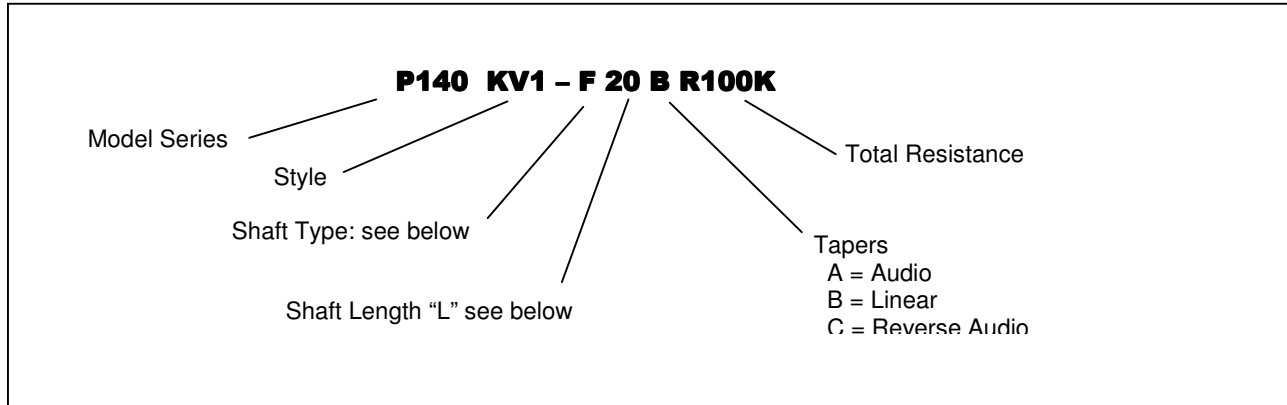 P140 KV1 – F 20 B R100K
Model Series
Total Resistance
Style
Shaft Type: see below
Tapers
A = Audio
Shaft Length “L” see below
B = Linear
C = Reverse Audio